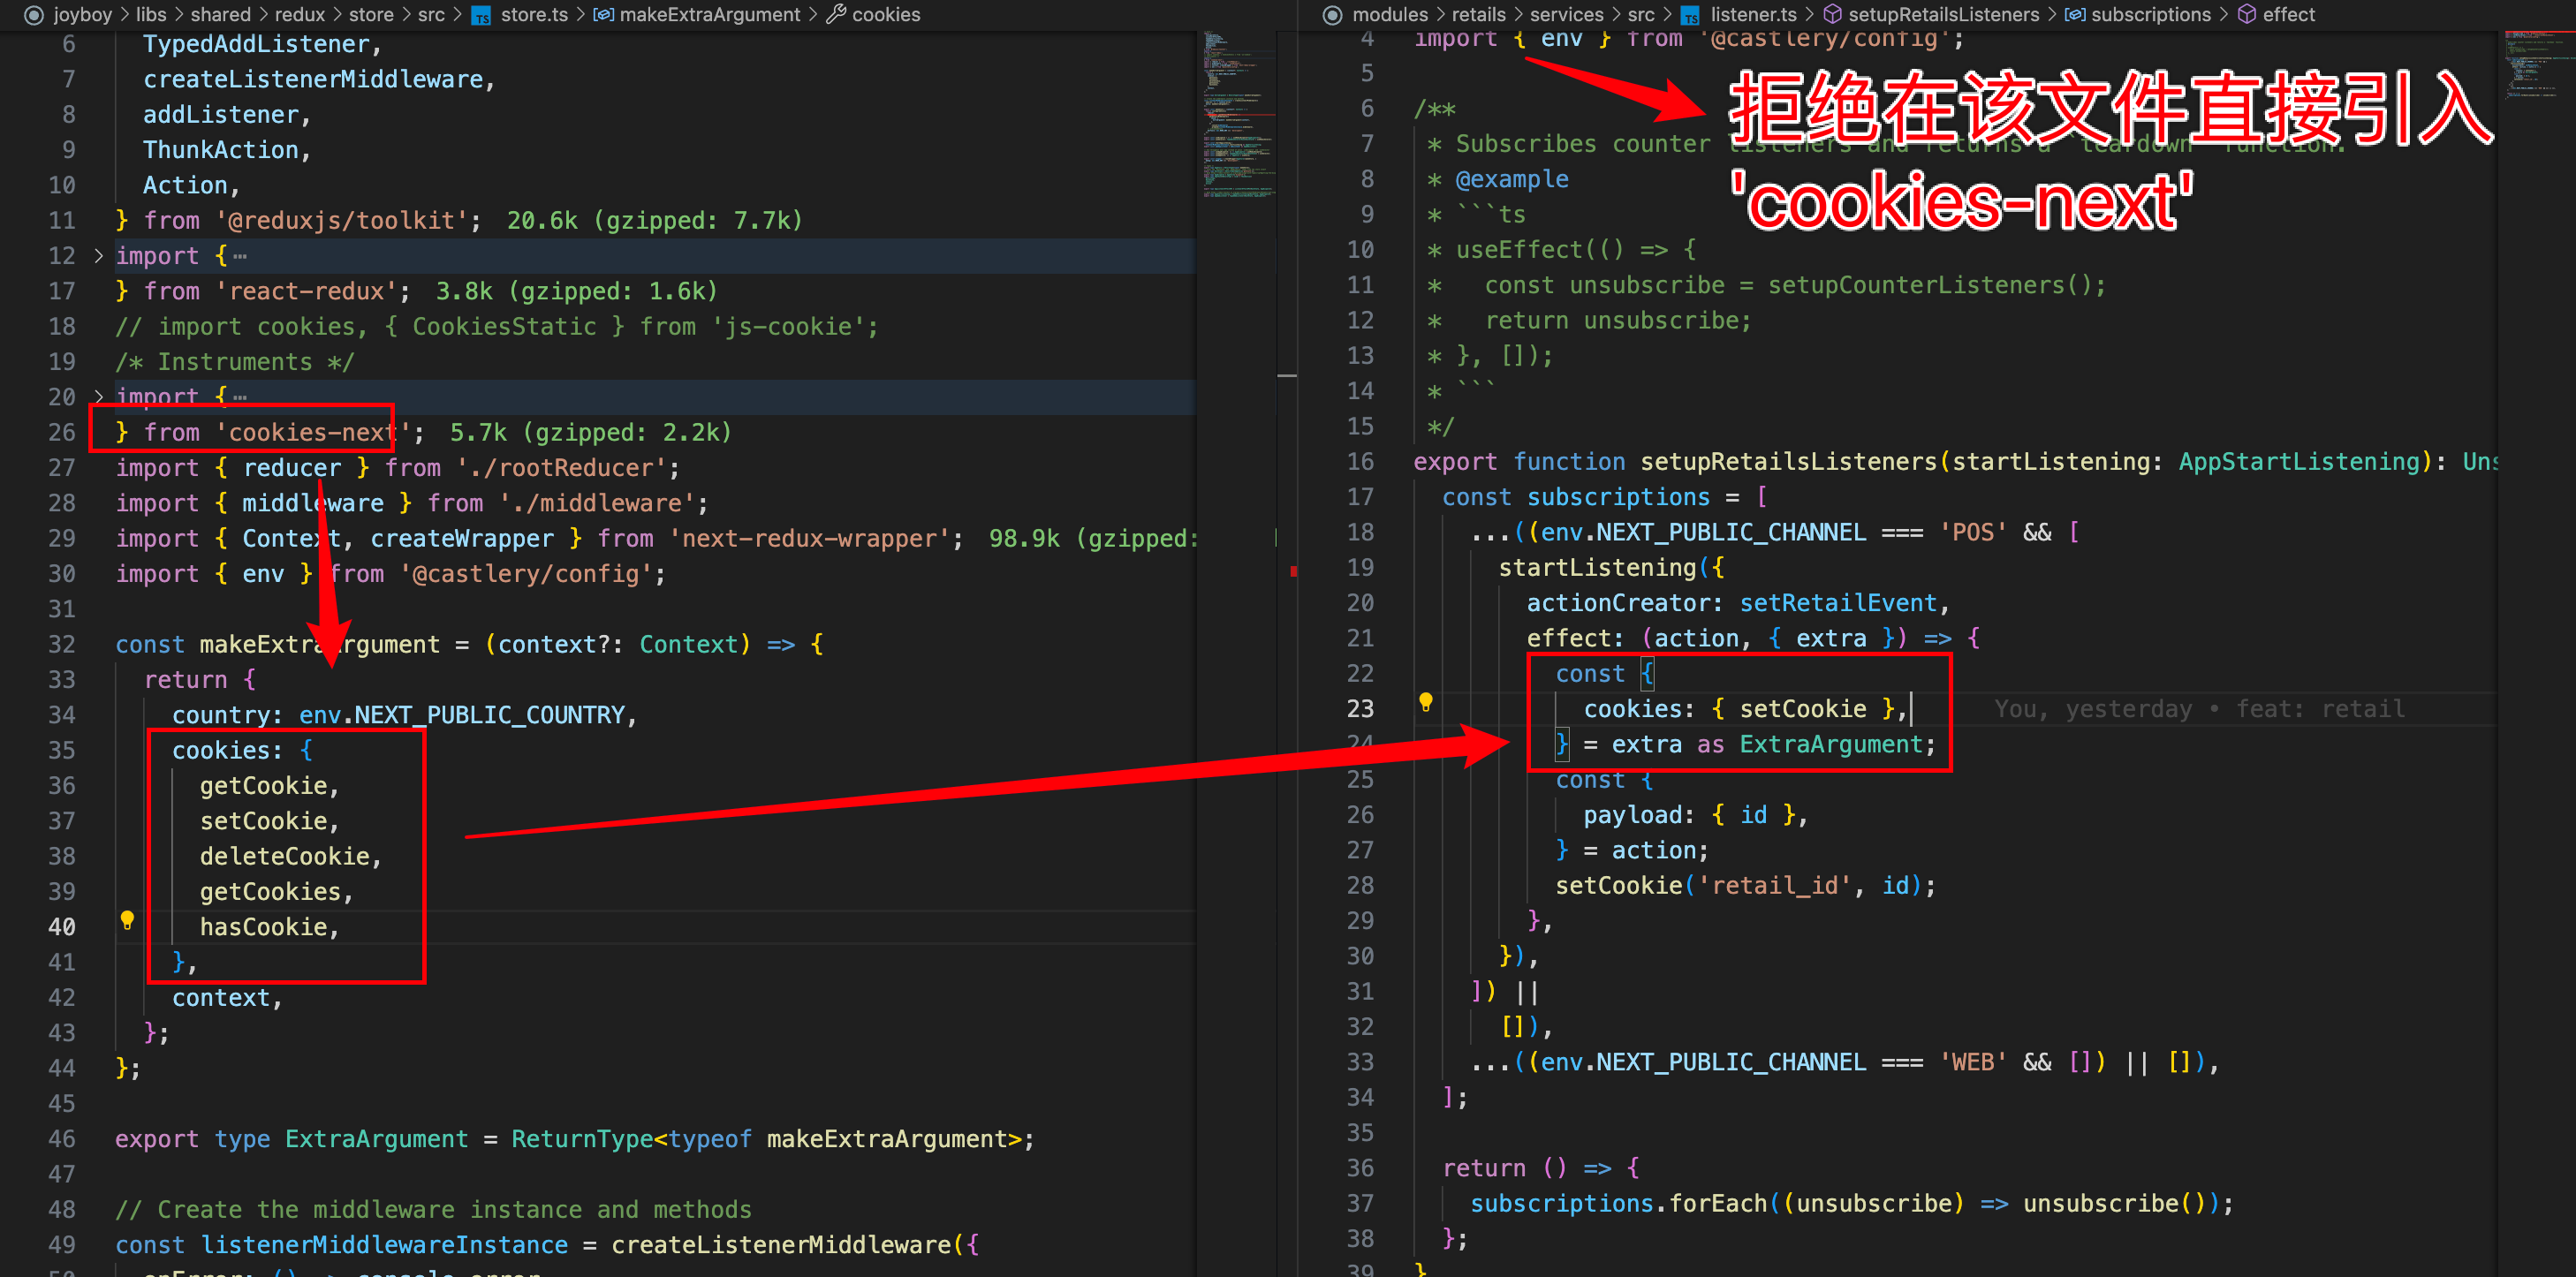 joyboy > libs > shared > redux > store > src > TS store.ts > makeExtraArgument > cookies
6 TypedAddListener,
7 createListenerMiddleware,
8 addListener,
9 ThunkAction,
10 Action,
11 } from '@reduxjs/toolkit'; 20.6k (gzipped: 7.7k)
12 > import {⋯
17 } from 'react-redux'; 3.8k (gzipped: 1.6k)
18 // import cookies, { CookiesStatic } from 'js-cookie';
19 /* Instruments */
20 > import {⋯
26 } from 'cookies-next'; 5.7k (gzipped: 2.2k)
27 import { reducer } from './rootReducer';
28 import { middleware } from './middleware';
29 import { Context, createWrapper } from 'next-redux-wrapper'; 98.9k (gzipped:
30 import { env } from '@castlery/config';
31
32 const makeExtraArgument = (context?: Context) => {
33 return {
34 country: env.NEXT_PUBLIC_COUNTRY,
35 cookies: {
36 getCookie,
37 setCookie,
38 deleteCookie,
39 getCookies,
40 hasCookie,
41 },
42 context,
43 };
44 };
45
46 export type ExtraArgument = ReturnType<typeof makeExtraArgument>;
47
48 // Create the middleware instance and methods
49 const listenerMiddlewareInstance = createListenerMiddleware({
50 onError: () => console.error
modules > retails > services > src > TS listener.ts > setupRetailsListeners > subscriptions > effect
4 import { env } from '@castlery/config';
5
拒绝在该文件直接引入
'cookies-next'
6 /**
7 * Subscribes counter listeners and returns a `teardown` function.
8 * @example
9 * ```ts
10 * useEffect(() => {
11 * const unsubscribe = setupCounterListeners();
12 * return unsubscribe;
13 * }, []);
14 * ```
15 */
16 export function setupRetailsListeners(startListening: AppStartListening): Uns
17 const subscriptions = [
18 ...((env.NEXT_PUBLIC_CHANNEL === 'POS' && [
19 startListening({
20 actionCreator: setRetailEvent,
21 effect: (action, { extra }) => {
22 const {
23 cookies: { setCookie }, You, yesterday • feat: retail
24 } = extra as ExtraArgument;
25 const {
26 payload: { id },
27 } = action;
28 setCookie('retail_id', id);
29 },
30 }),
31 ]) ||
32 []),
33 ...((env.NEXT_PUBLIC_CHANNEL === 'WEB' && []) || []),
34 ];
35
36 return () => {
37 subscriptions.forEach((unsubscribe) => unsubscribe());
38 };
39 }